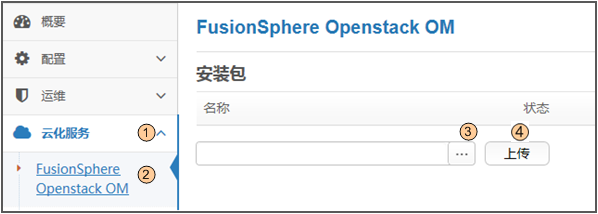 概要
配置
运维
云化服务 1
FusionSphere
Openstack OM 2
FusionSphere Openstack OM
安装包
名称 状态
... 3 上传 4